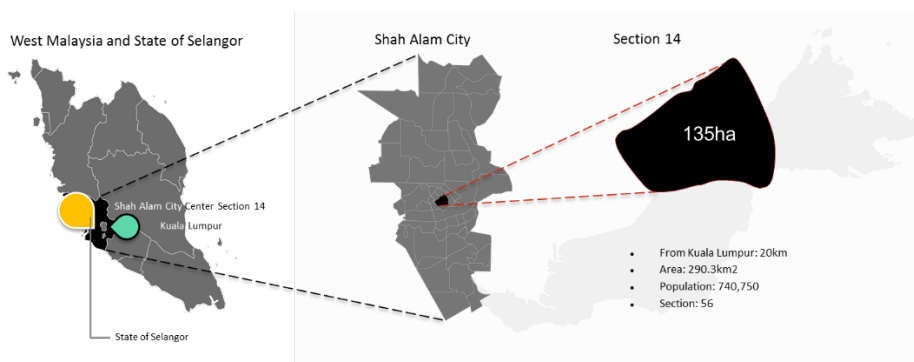 West Malaysia and State of Selangor
Shah Alam City
Section 14
135ha
Shah Alam City Center Section 14
Kuala Lumpur
From Kuala Lumpur: 20km
Area: 290.3km2
Population: 740,750
Section: 56
State of Selangor